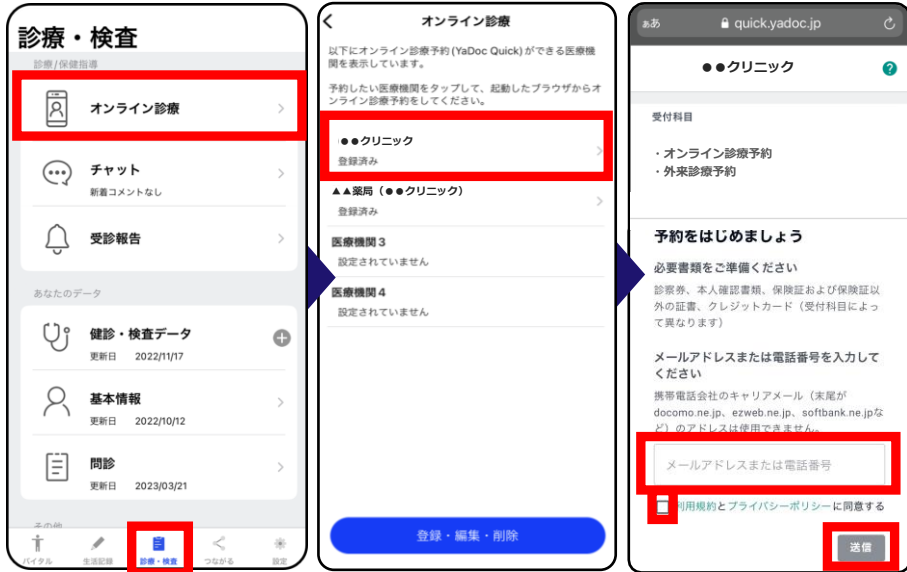 診療・検査
診療/保健指導
オンライン診療
チャット
新着コメントなし
受診報告
あなたのデータ
健診・検査データ
更新日 2022/11/17
基本情報
更新日 2022/10/12
問診
更新日 2023/03/21
その他
バイタル
生活記録
診療・検査
つながる
設定
オンライン診療
以下にオンライン診療予約(YaDoc Quick)ができる医療機
関を表示しています。
予約したい医療機関をタップして、起動したブラウザからオ
ンライン診療予約をしてください。
●●クリニック
登録済み
▲▲薬局（●●クリニック）
登録済み
医療機関3
設定されていません
医療機関4
設定されていません
登録・編集・削除
ぁあ
quick.yadoc.jp
●●クリニック
?
受付科目
・オンライン診療予約
・外来診療予約
予約をはじめましょう
必要書類をご準備ください
診察券、本人確認書類、保険証および保険証以
外の証書、クレジットカード（受付科目によっ
て異なります）
メールアドレスまたは電話番号を入力して
ください
携帯電話会社のキャリアメール（末尾が
docomo.ne.jp、ezweb.ne.jp、softbank.ne.jpな
ど）のアドレスは使用できません。
メールアドレスまたは電話番号
利用規約とプライバシーポリシーに同意する
送信